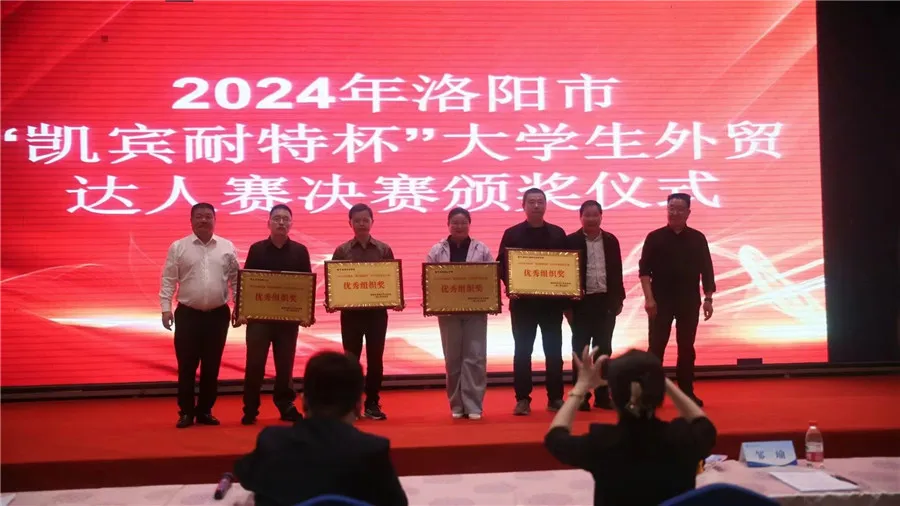 2024年洛阳市
“凯宾耐特杯”大学生外贸
达人赛决赛颁奖仪式
优秀组织奖
优秀组织奖
优秀组织奖
优秀组织奖
邹 瑜